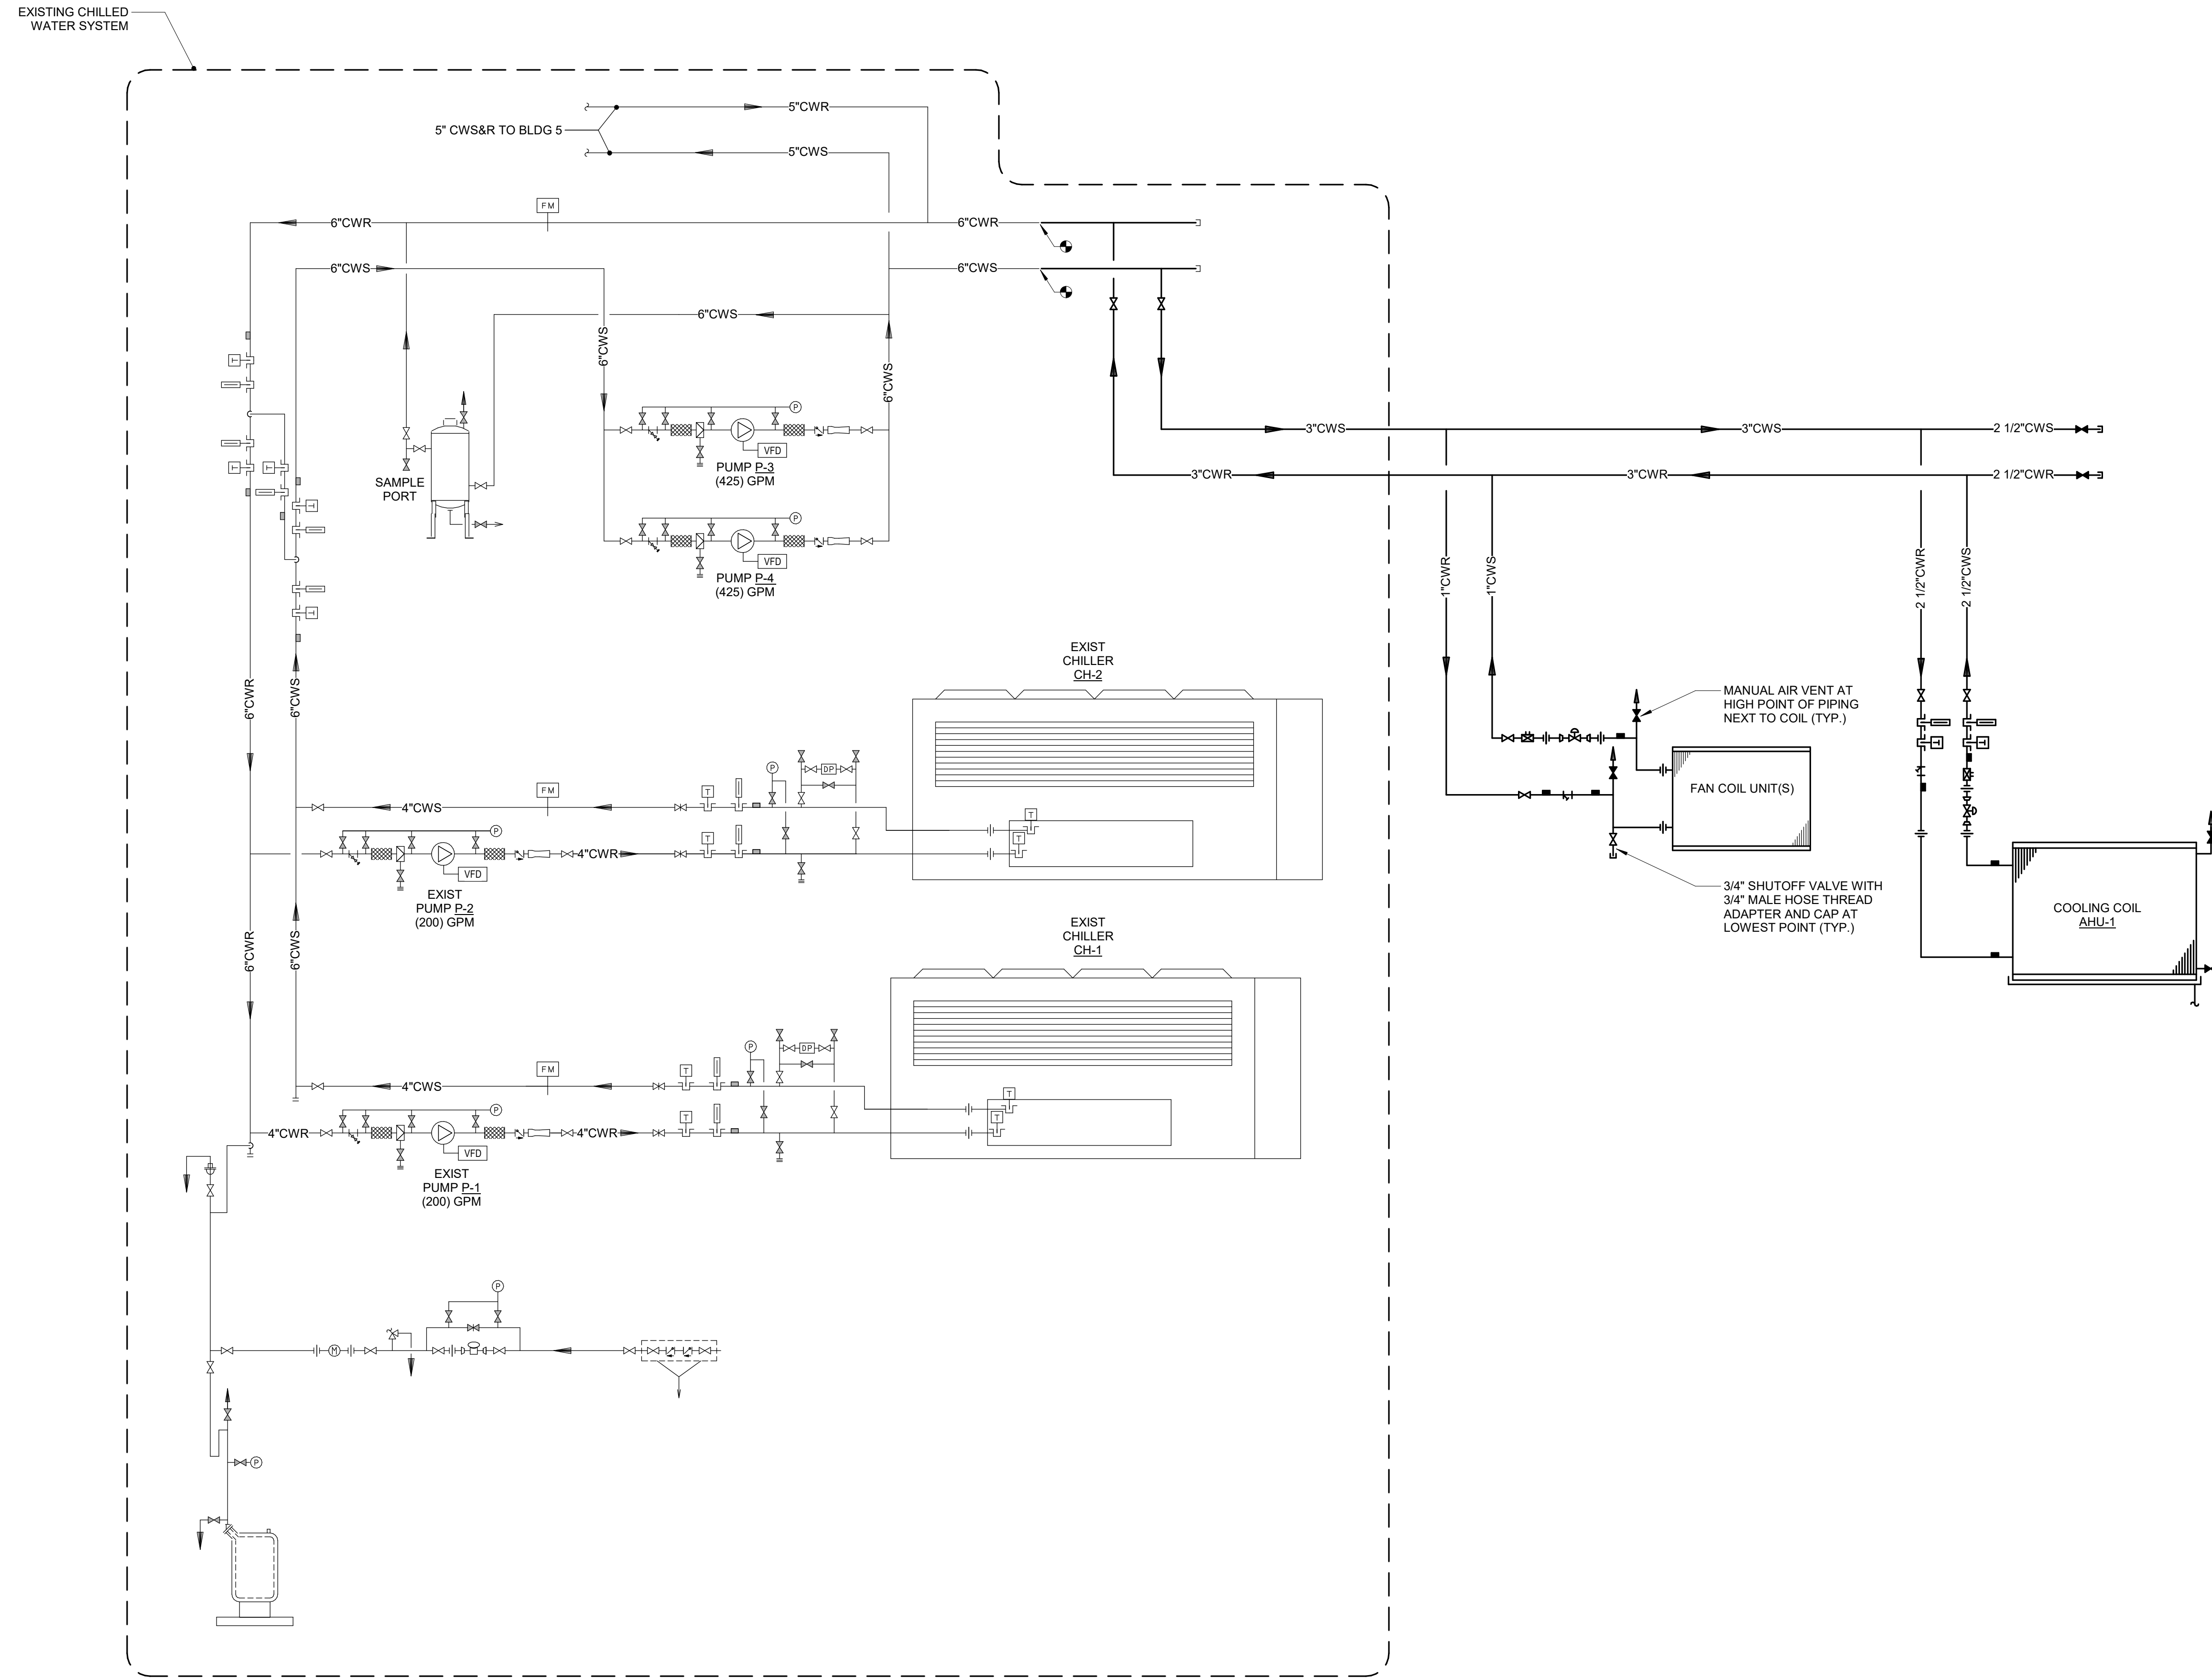 EXISTING CHILLED
WATER SYSTEM
5"CWR
5" CWS&R TO BLDG 5
5"CWS
FM
6"CWR
6"CWR
6"CWS
6"CWS
6"CWS
6"CWS
6"CWS
T
T
T
T
T
SAMPLE
PORT
P
VFD
PUMP P-3
(425) GPM
P
VFD
PUMP P-4
(425) GPM
3"CWS
3"CWS
2 1/2"CWS
3"CWR
3"CWR
2 1/2"CWR
1"CWR
1"CWS
2 1/2"CWR
2 1/2"CWS
T
T
MANUAL AIR VENT AT
HIGH POINT OF PIPING
NEXT TO COIL (TYP.)
FAN COIL UNIT(S)
3/4" SHUTOFF VALVE WITH
3/4" MALE HOSE THREAD
ADAPTER AND CAP AT
LOWEST POINT (TYP.)
COOLING COIL
AHU-1
EXIST
CHILLER
CH-2
6"CWR
6"CWS
4"CWS
FM
T
P
DP
T
T
T
P
4"CWR
VFD
EXIST
PUMP P-2
(200) GPM
EXIST
CHILLER
CH-1
6"CWR
6"CWS
4"CWS
FM
T
P
DP
T
T
T
4"CWR
P
4"CWR
VFD
EXIST
PUMP P-1
(200) GPM
P
M
P